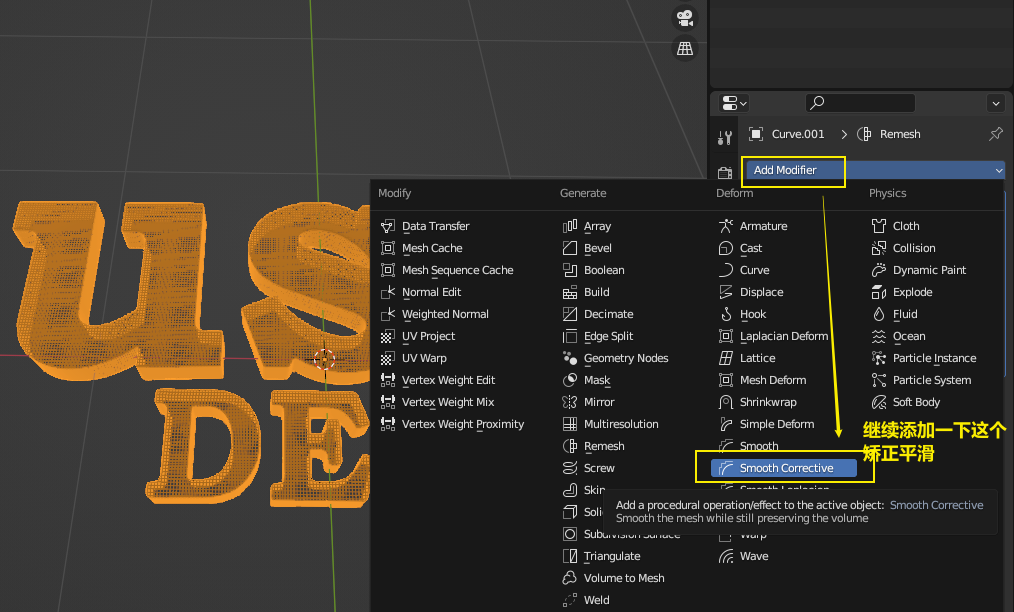 Curve.001 > Remesh
Add Modifier
Modify
Data Transfer
Mesh Cache
Mesh Sequence Cache
Normal Edit
Weighted Normal
UV Project
UV Warp
Vertex Weight Edit
Vertex Weight Mix
Vertex Weight Proximity
Generate
Array
Bevel
Boolean
Build
Decimate
Edge Split
Geometry Nodes
Mask
Mirror
Multiresolution
Remesh
Screw
Skin
Subdivision Surface
Triangulate
Volume to Mesh
Weld
Deform
Armature
Cast
Curve
Displace
Hook
Laplacian Deform
Lattice
Mesh Deform
Shrinkwrap
Simple Deform
Smooth
Smooth Corrective
Smooth Laplacian
Warp
Wave
Physics
Cloth
Collision
Dynamic Paint
Explode
Fluid
Ocean
Particle Instance
Particle System
Soft Body
继续添加一下这个
矫正平滑
Add a procedural operation/effect to the active object: Smooth Corrective
Smooth the mesh while still preserving the volume
US
DE